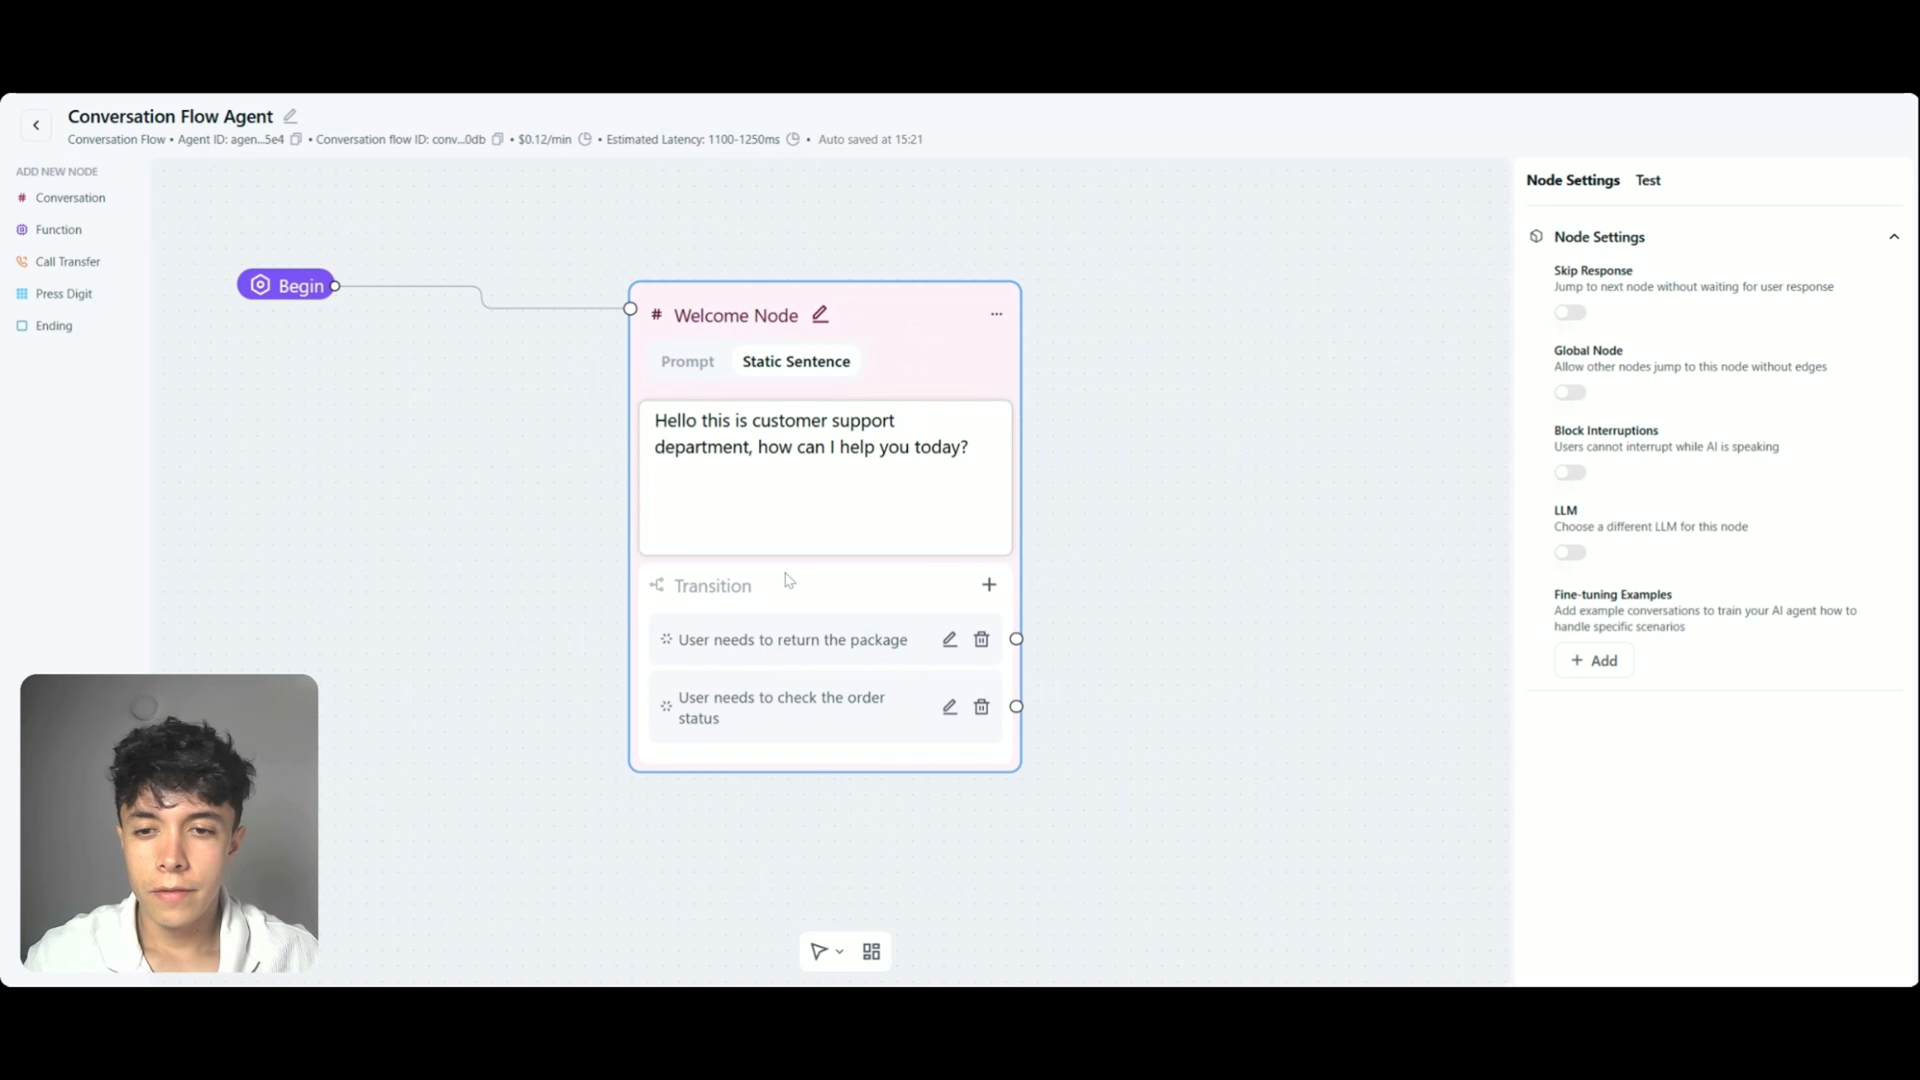 Conversation Flow Agent
Conversation Flow • Agent ID: agen...5e4 • Conversation flow ID: conv...0db • $0.12/min • Estimated Latency: 1100-1250ms • Auto saved at 15:21
ADD NEW NODE
# Conversation
Function
Call Transfer
Press Digit
Ending
Begin
# Welcome Node
Prompt Static Sentence
Hello this is customer support
department, how can I help you today?
Transition
User needs to return the package
User needs to check the order
status
Node Settings Test
Node Settings
Skip Response
Jump to next node without waiting for user response
Global Node
Allow other nodes jump to this node without edges
Block Interruptions
Users cannot interrupt while AI is speaking
LLM
Choose a different LLM for this node
Fine-tuning Examples
Add example conversations to train your AI agent how to
handle specific scenarios
+ Add